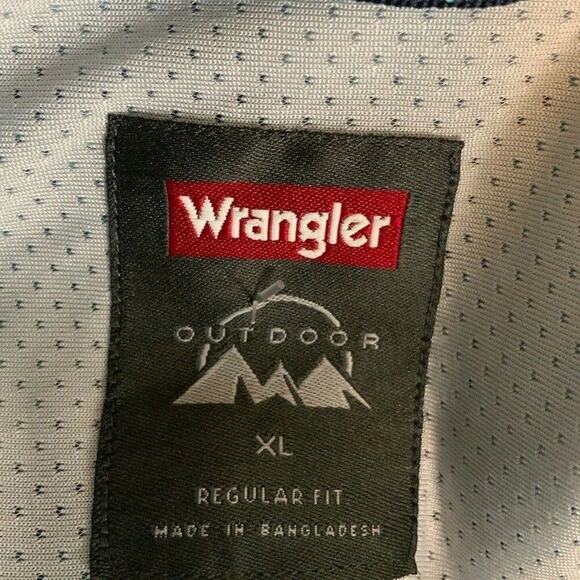 Wrangler
OUTDOOR
XL
REGULAR FIT
MADE IN BANGLADESH